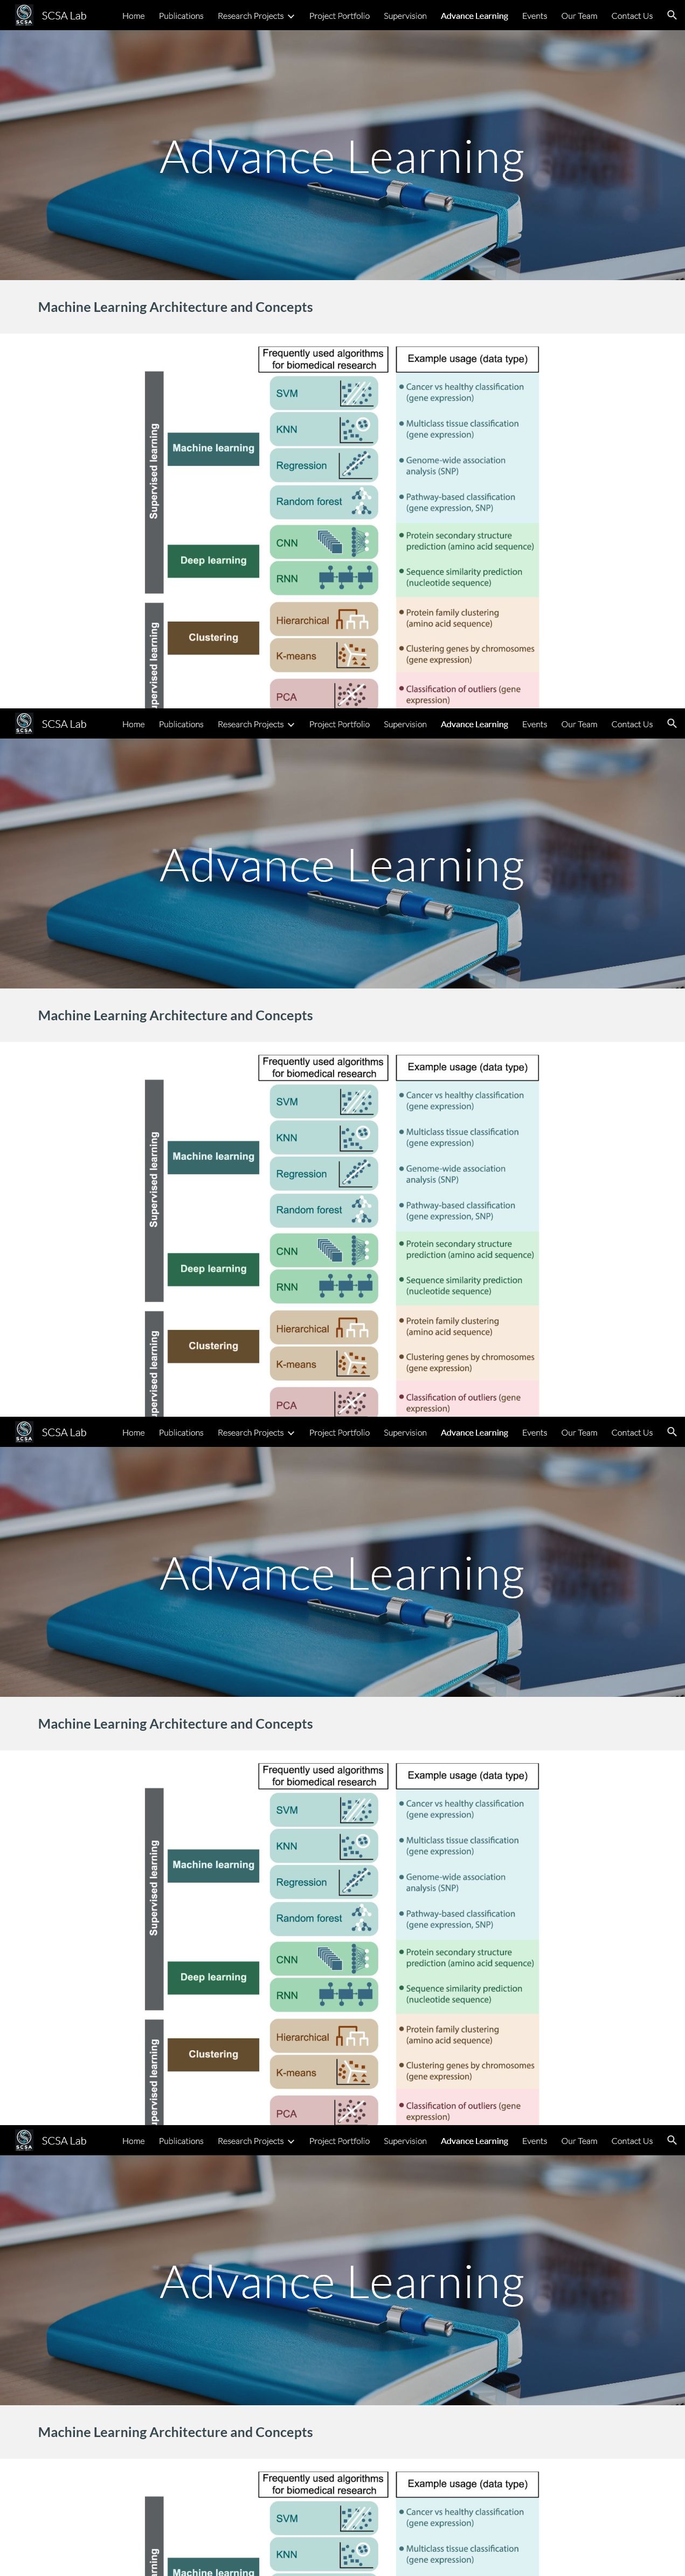 SCSA Lab Home Publications Research Projects Project Portfolio Supervision Advance Learning Events Our Team Contact Us
SCSA
Advance Learning
Machine Learning Architecture and Concepts
Frequently used algorithms
for biomedical research
Example usage (data type)
Supervised learning
Machine learning
SVM
Cancer vs healthy classification
(gene expression)
KNN
Multiclass tissue classification
(gene expression)
Regression
Genome-wide association
analysis (SNP)
Random forest
Pathway-based classification
(gene expression, SNP)
Deep learning
CNN
Protein secondary structure
prediction (amino acid sequence)
RNN
Sequence similarity prediction
(nucleotide sequence)
pervised learning
Clustering
Hierarchical
Protein family clustering
(amino acid sequence)
K-means
Clustering genes by chromosomes
(gene expression)
PCA
Classification of outliers (gene
expression)
SCSA Lab Home Publications Research Projects Project Portfolio Supervision Advance Learning Events Our Team Contact Us
SCSA
Advance Learning
Machine Learning Architecture and Concepts
Frequently used algorithms
for biomedical research
Example usage (data type)
Supervised learning
Machine learning
SVM
Cancer vs healthy classification
(gene expression)
KNN
Multiclass tissue classification
(gene expression)
Regression
Genome-wide association
analysis (SNP)
Random forest
Pathway-based classification
(gene expression, SNP)
Deep learning
CNN
Protein secondary structure
prediction (amino acid sequence)
RNN
Sequence similarity prediction
(nucleotide sequence)
pervised learning
Clustering
Hierarchical
Protein family clustering
(amino acid sequence)
K-means
Clustering genes by chromosomes
(gene expression)
PCA
Classification of outliers (gene
expression)
SCSA Lab Home Publications Research Projects Project Portfolio Supervision Advance Learning Events Our Team Contact Us
SCSA
Advance Learning
Machine Learning Architecture and Concepts
Frequently used algorithms
for biomedical research
Example usage (data type)
Supervised learning
Machine learning
SVM
Cancer vs healthy classification
(gene expression)
KNN
Multiclass tissue classification
(gene expression)
Regression
Genome-wide association
analysis (SNP)
Random forest
Pathway-based classification
(gene expression, SNP)
Deep learning
CNN
Protein secondary structure
prediction (amino acid sequence)
RNN
Sequence similarity prediction
(nucleotide sequence)
pervised learning
Clustering
Hierarchical
Protein family clustering
(amino acid sequence)
K-means
Clustering genes by chromosomes
(gene expression)
PCA
Classification of outliers (gene
expression)
SCSA Lab Home Publications Research Projects Project Portfolio Supervision Advance Learning Events Our Team Contact Us
SCSA
Advance Learning
Machine Learning Architecture and Concepts
Frequently used algorithms
for biomedical research
Example usage (data type)
SVM
Cancer vs healthy classification
(gene expression)
KNN
Multiclass tissue classification
(gene expression)
Machine learning